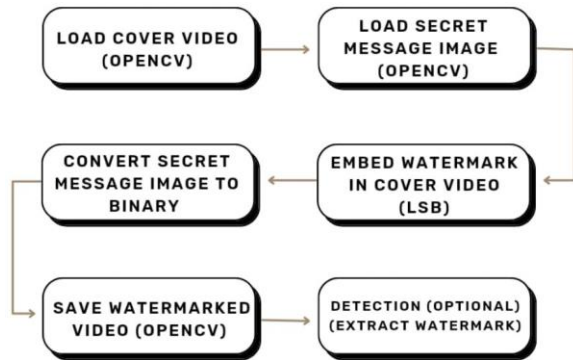 LOAD COVER VIDEO
(OPENCV)
LOAD SECRET
MESSAGE IMAGE
(OPENCV)
EMBED WATERMARK
IN COVER VIDEO
(LSB)
CONVERT SECRET
MESSAGE IMAGE TO
BINARY
SAVE WATERMARKED
VIDEO (OPENCV)
DETECTION (OPTIONAL)
(EXTRACT WATERMARK)